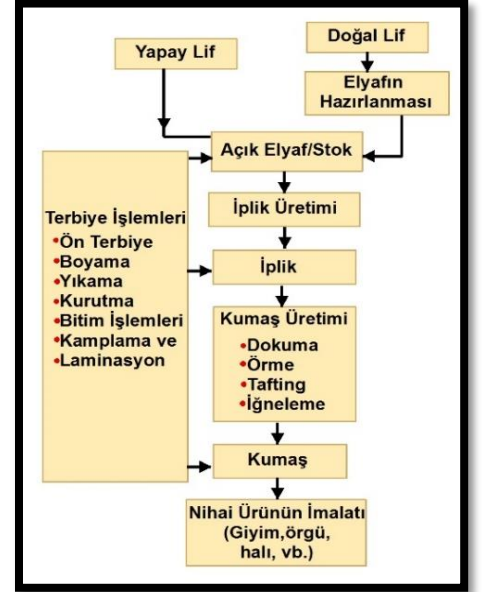 Yapay Lif
Doğal Lif
Elyafın
Hazırlanması
Açık Elyaf/Stok
İplik Üretimi
İplik
Terbiye İşlemleri
•Ön Terbiye
•Boyama
•Yıkama
•Kurutma
•Bitim İşlemleri
•Kamplama ve
•Laminasyon
Kumaş Üretimi
•Dokuma
•Örme
•Tafting
•İğneleme
Kumaş
Nihai Ürünün İmalatı
(Giyim,örgü,
halı, vb.)